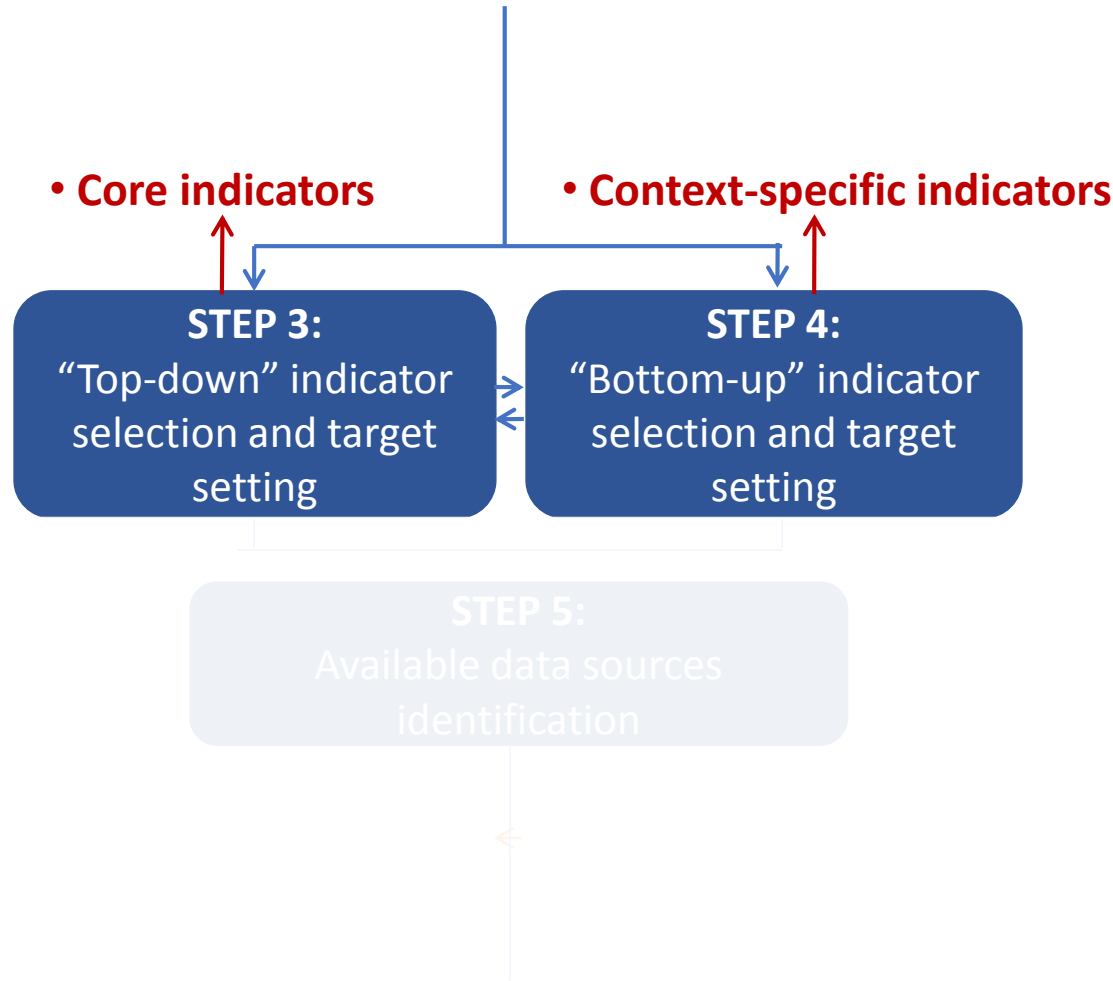 • Core indicators
• Context-specific indicators
STEP 3:
“Top-down” indicator
selection and target
setting
STEP 4:
“Bottom-up” indicator
selection and target
setting
STEP 5:
Available data sources
identification